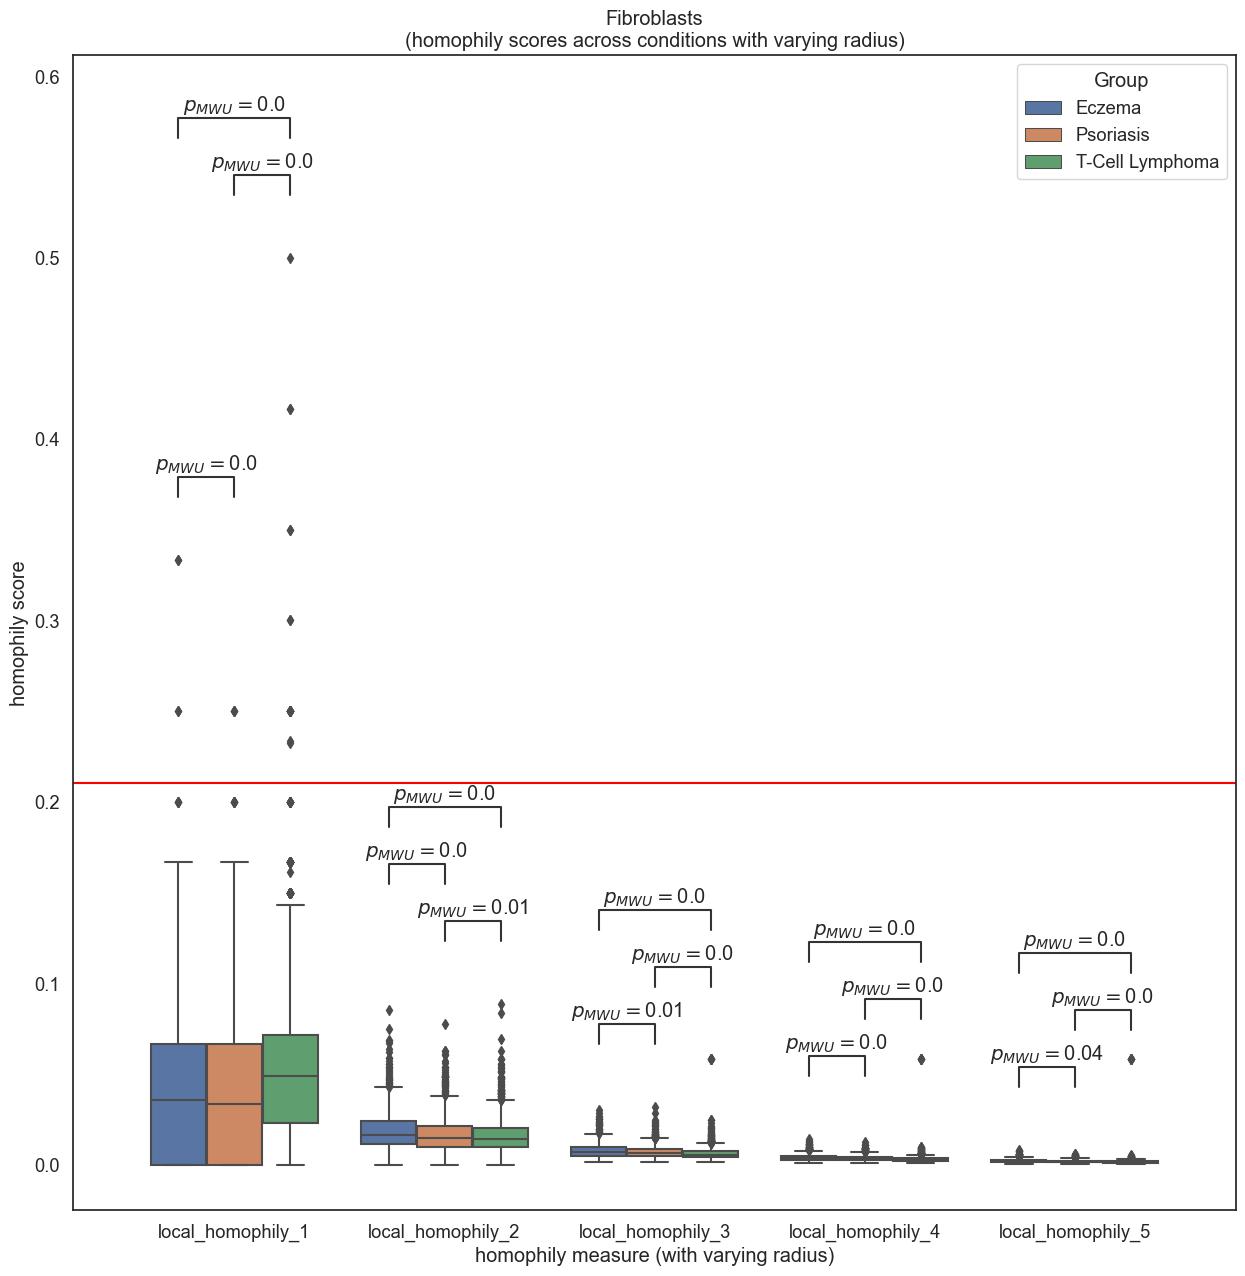 Fibroblasts
(homophily scores across conditions with varying radius)
Group
Eczema
Psoriasis
T-Cell Lymphoma
homophily score
0.6
0.5
0.4
0.3
0.2
0.1
0.0
p_MWU = 0.0
p_MWU = 0.0
p_MWU = 0.0
p_MWU = 0.0
p_MWU = 0.0
p_MWU = 0.01
p_MWU = 0.0
p_MWU = 0.0
p_MWU = 0.01
p_MWU = 0.0
p_MWU = 0.0
p_MWU = 0.0
p_MWU = 0.0
p_MWU = 0.0
p_MWU = 0.04
local_homophily_1 local_homophily_2 local_homophily_3 local_homophily_4 local_homophily_5
homophily measure (with varying radius)